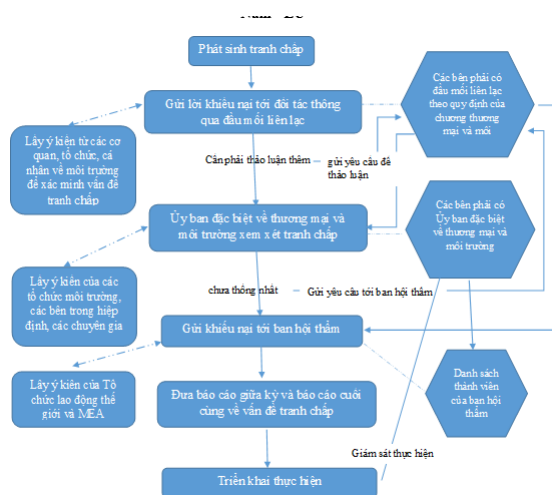 Phát sinh tranh chấp
Gửi lời khiếu nại tới đối tác thông
qua đầu mối liên lạc
Các bên phải có
đầu mối liên lạc
theo quy định của
chương thương
mại và môi
Lấy ý kiến từ các cơ
quan, tổ chức, cá
nhân về môi trường
để xác minh vấn đề
tranh chấp
Cần phải thảo luận thêm
gửi yêu cầu để
thảo luận
Ủy ban đặc biệt về thương mại và
môi trường xem xét tranh chấp
Các bên phải có
Ủy ban đặc biệt
về thương mại và
môi trường
Lấy ý kiến của các
tổ chức môi trường,
các bên trong hiệp
định, các chuyên gia
chưa thống nhất
Gửi yêu cầu tới ban hội thẩm
Gửi khiếu nại tới ban hội thẩm
Lấy ý kiến của Tổ
chức lao động thế
giới và MEA
Danh sách
thành viên
của ban hội
thẩm
Đưa báo cáo giữa kỳ và báo cáo cuối
cùng về vấn đề tranh chấp
Giám sát thực hiện
Triển khai thực hiện